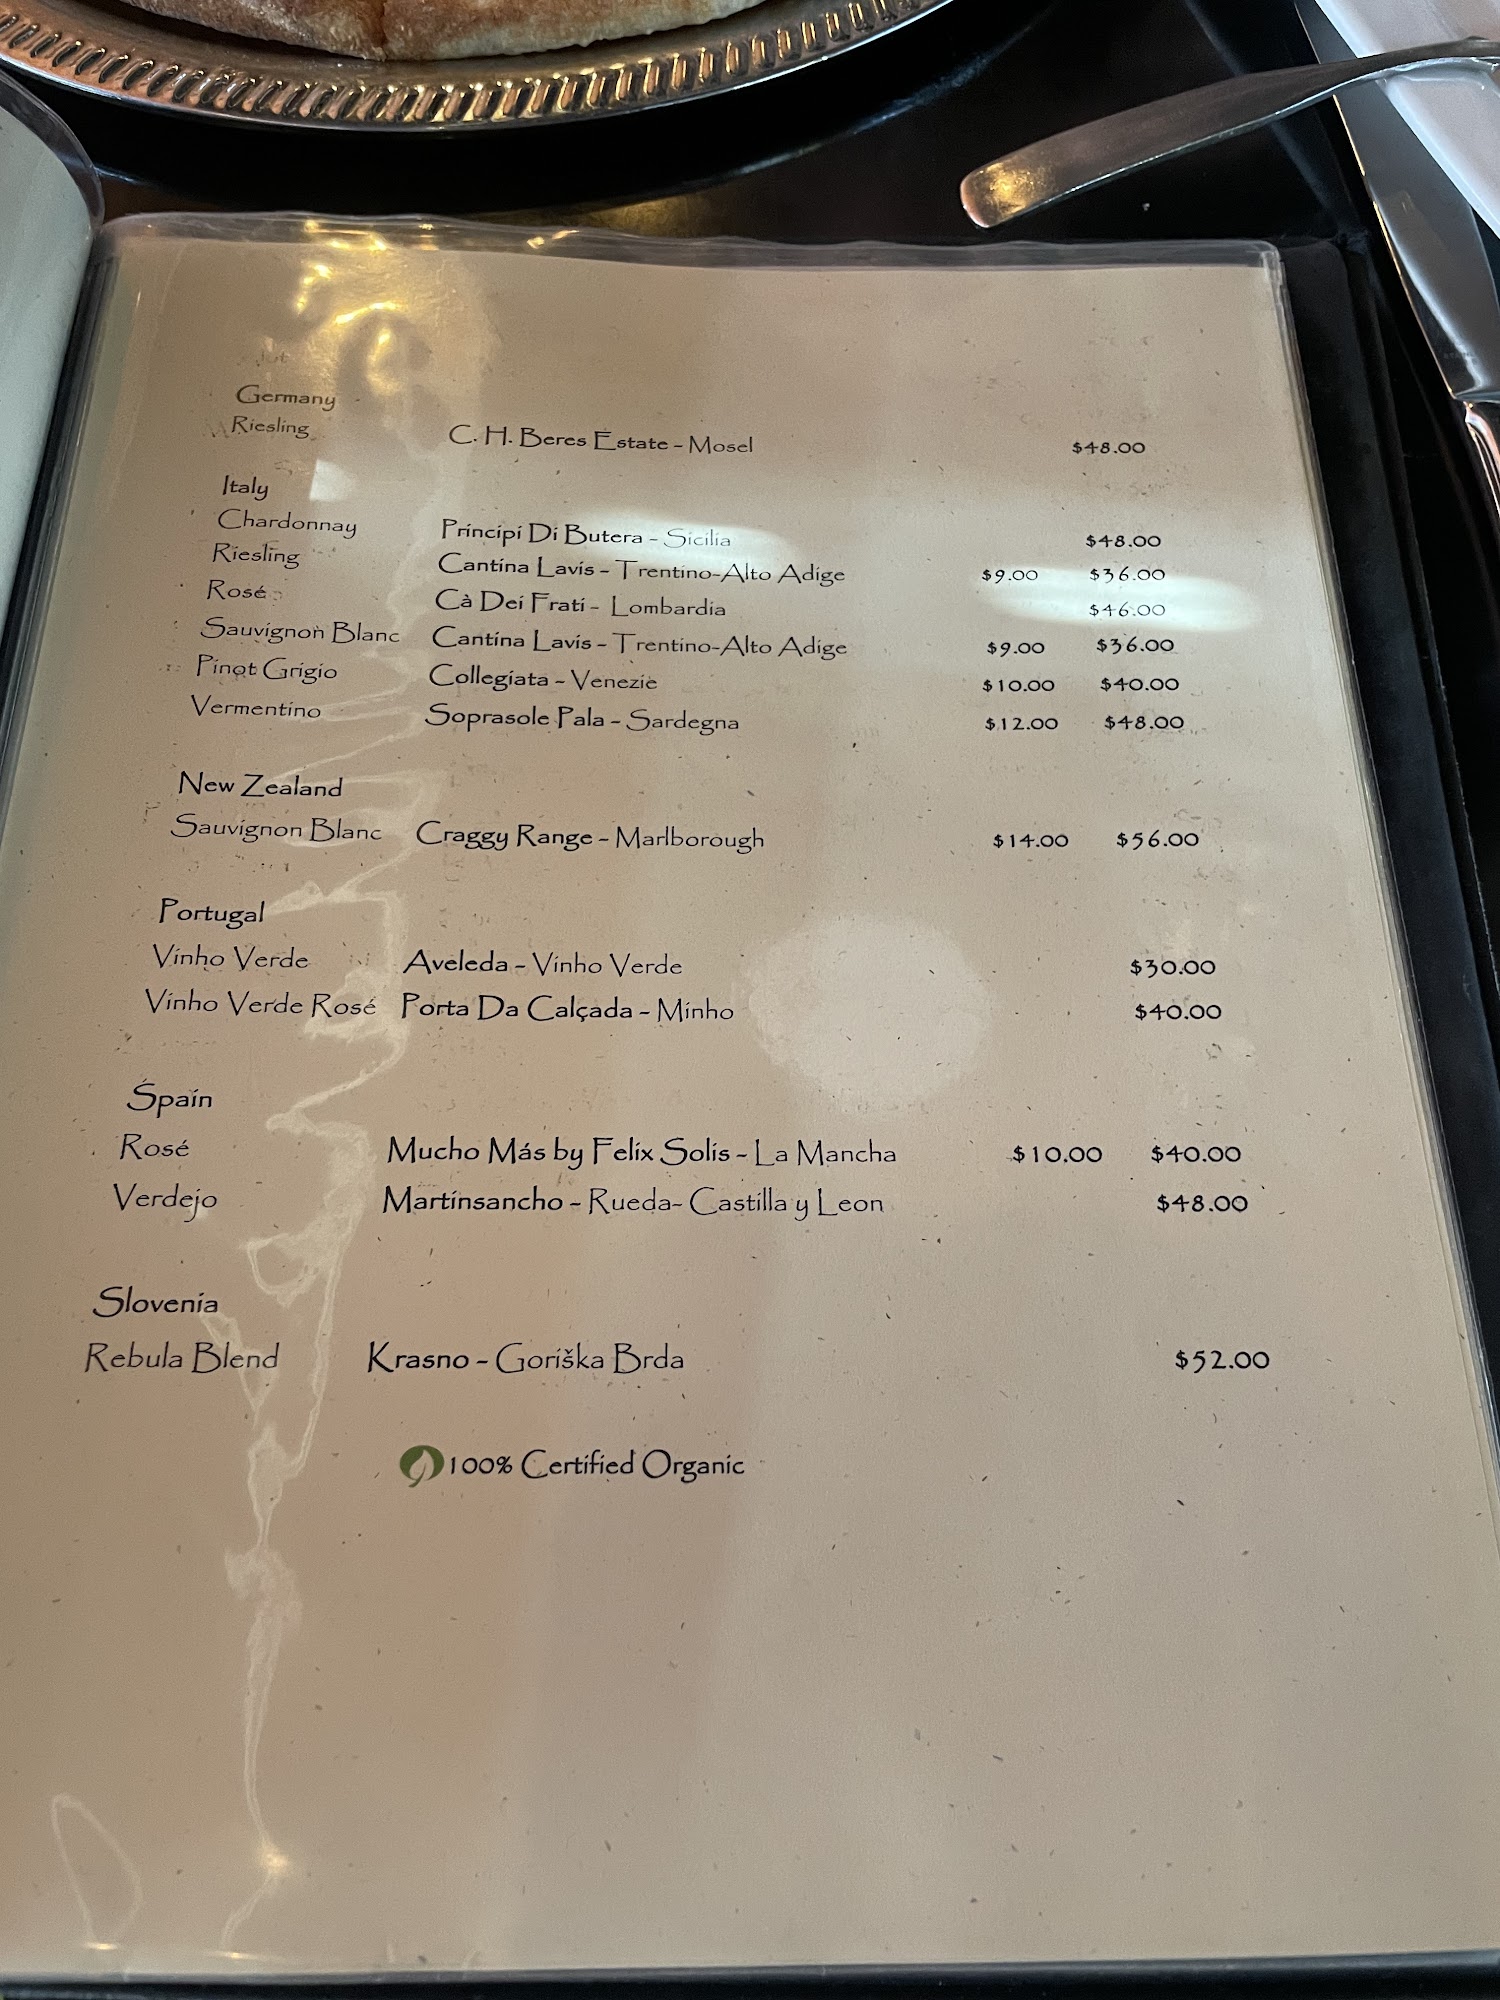 Germany
Riesling C. H. Beres Estate - Mosel $48.00
Italy
Chardonnay Principi Di Butera - Sicilia $48.00
Riesling Cantina Lavis - Trentino-Alto Adige $9.00 $36.00
Rosé Cà Dei Frati - Lombardia $46.00
Sauvignon Blanc Cantina Lavis - Trentino-Alto Adige $9.00 $36.00
Pinot Grigio Collegiata - Venezie $10.00 $40.00
Vermentino Soprasole Pala - Sardegna $12.00 $48.00
New Zealand
Sauvignon Blanc Craggy Range - Marlborough $14.00 $56.00
Portugal
Vinho Verde Aveleda - Vinho Verde $30.00
Vinho Verde Rosé Porta Da Calçada - Minho $40.00
Spain
Rosé Mucho Más by Felix Solis - La Mancha $10.00 $40.00
Verdejo Martinsancho - Rueda- Castilla y Leon $48.00
Slovenia
Rebula Blend Krasno - Goriška Brda $52.00
100% Certified Organic